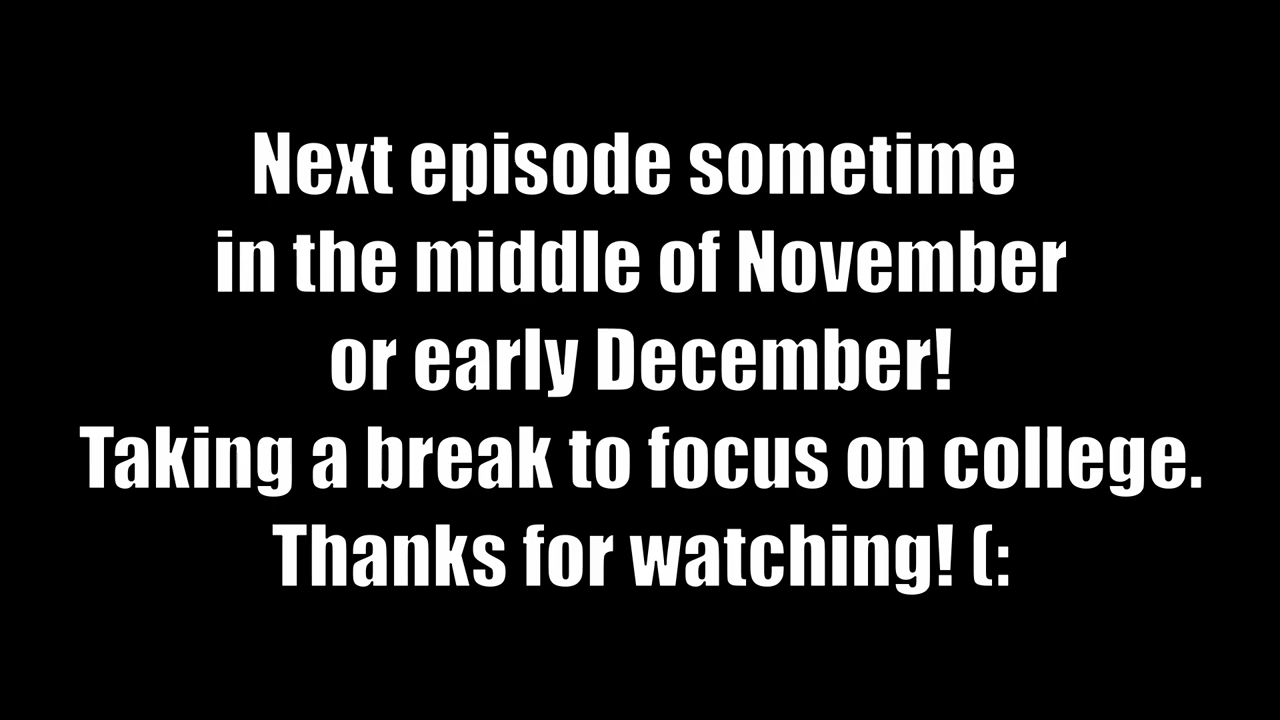 Next episode sometime
in the middle of November
or early December!
Taking a break to focus on college.
Thanks for watching! (: